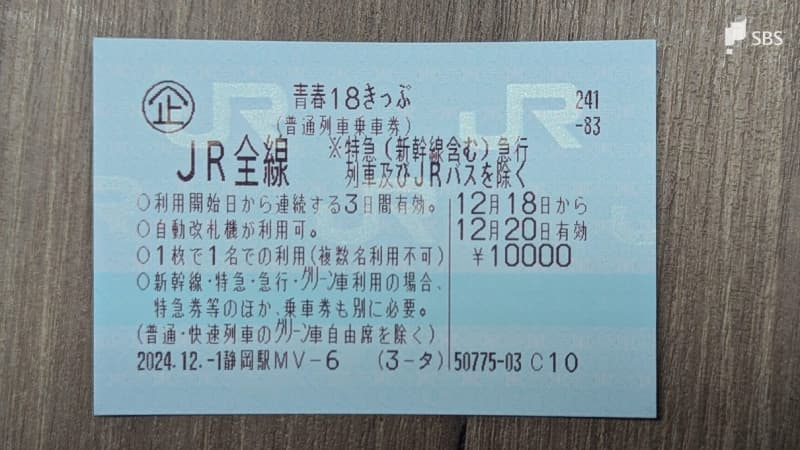 SBS
企
青春18きっぷ
241
(普通列車乗車券)
-83
JR全線
※特急(新幹線含む)急行
列車及びJRバスを除く
○利用開始日から連続する3日間有効。
12月18日から
○自動改札機が利用可。
12月20日有効
○1枚で1名での利用(複数名利用不可)
¥10000
○新幹線・特急・急行・グリーン車利用の場合、
特急券等のほか、乗車券も別に必要。
(普通・快速列車のグリーン車自由席を除く)
2024.12.-1静岡駅MV-6 (3-タ) 50775-03 C10
JR
JR